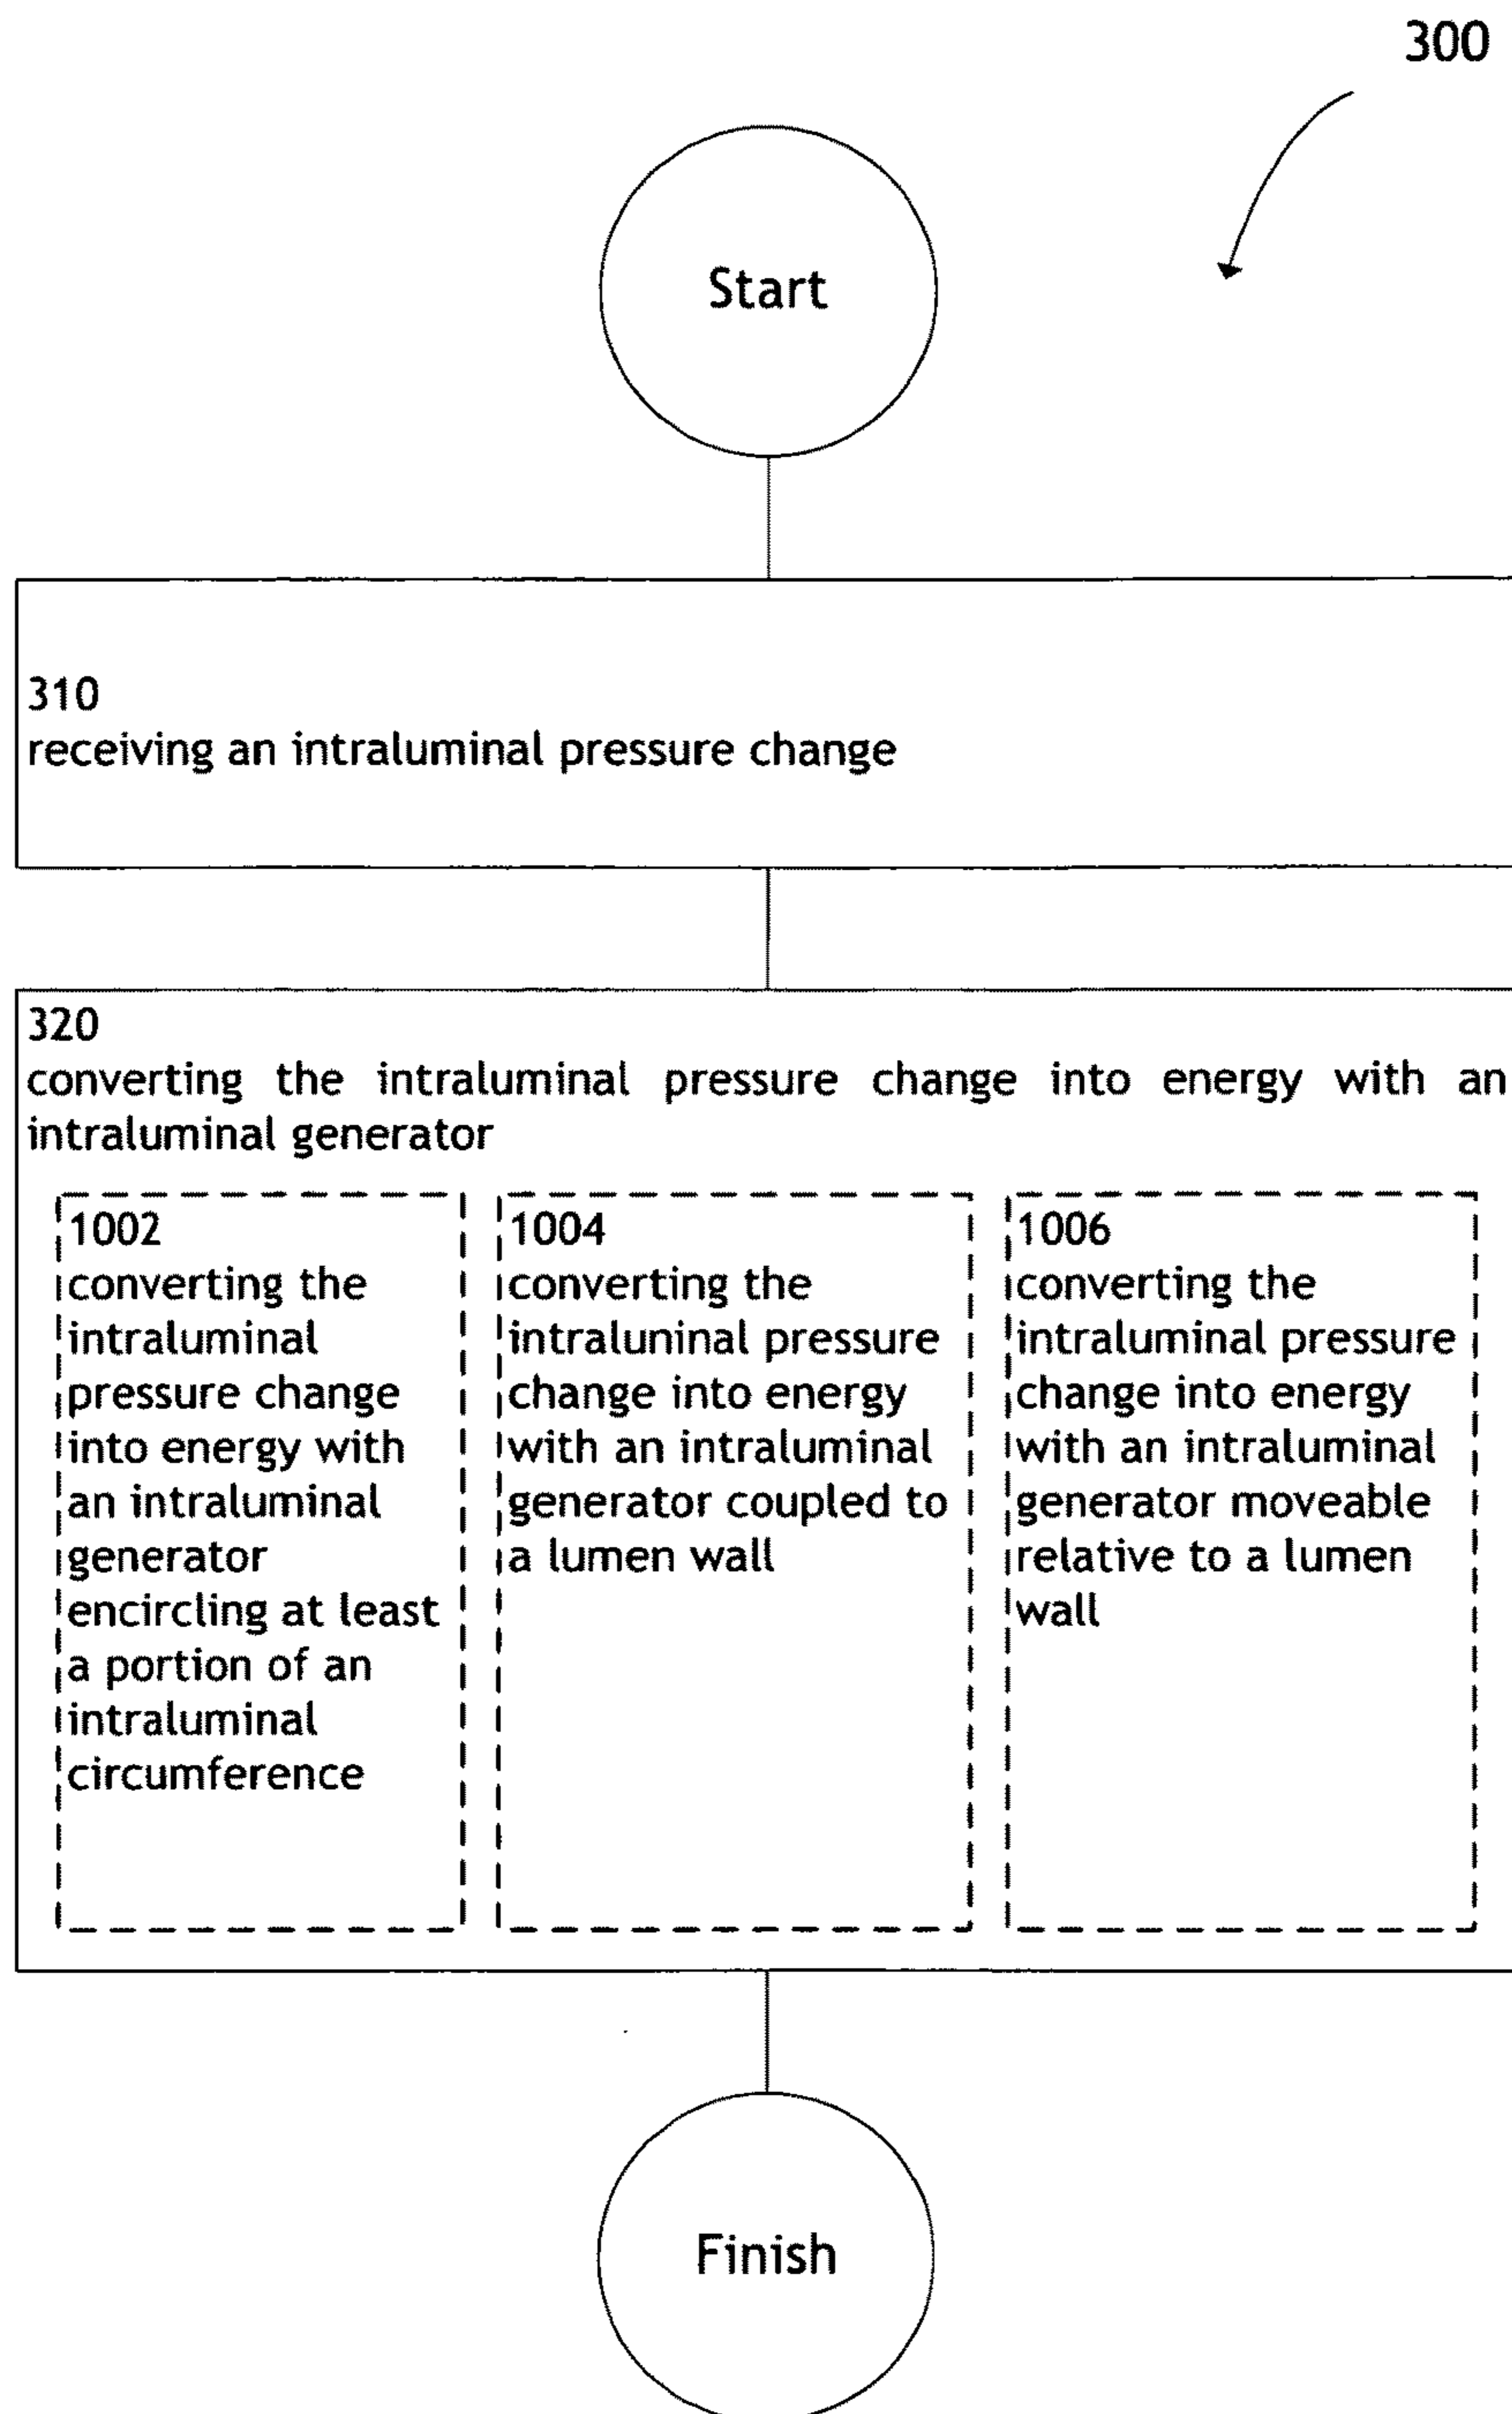 300
Start
310
receiving an intraluminal pressure change
320
converting the intraluminal pressure change into energy with an
intraluminal generator
1002
converting the
intraluminal
pressure change
into energy with
an intraluminal
generator
encircling at least
a portion of an
intraluminal
circumference
1004
converting the
intraluninal pressure
change into energy
with an intraluminal
generator coupled to
a lumen wall
1006
converting the
intraluminal pressure
change into energy
with an intraluminal
generator moveable
relative to a lumen
wall
Finish